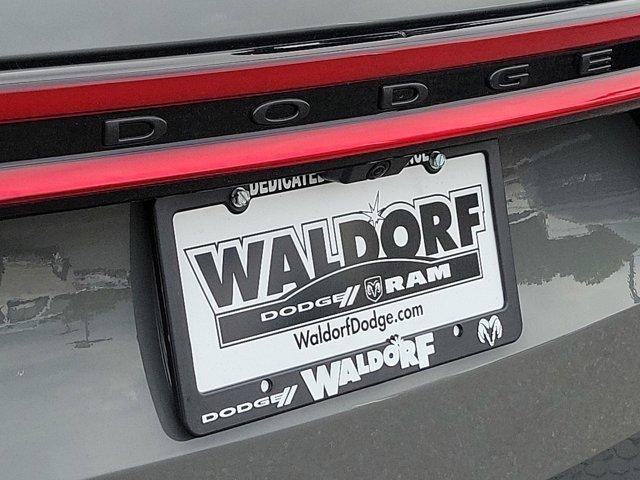 DODGE
DEDICATED
WALDORF
DODGE // RAM
WaldorfDodge.com
DODGE // WALDORF